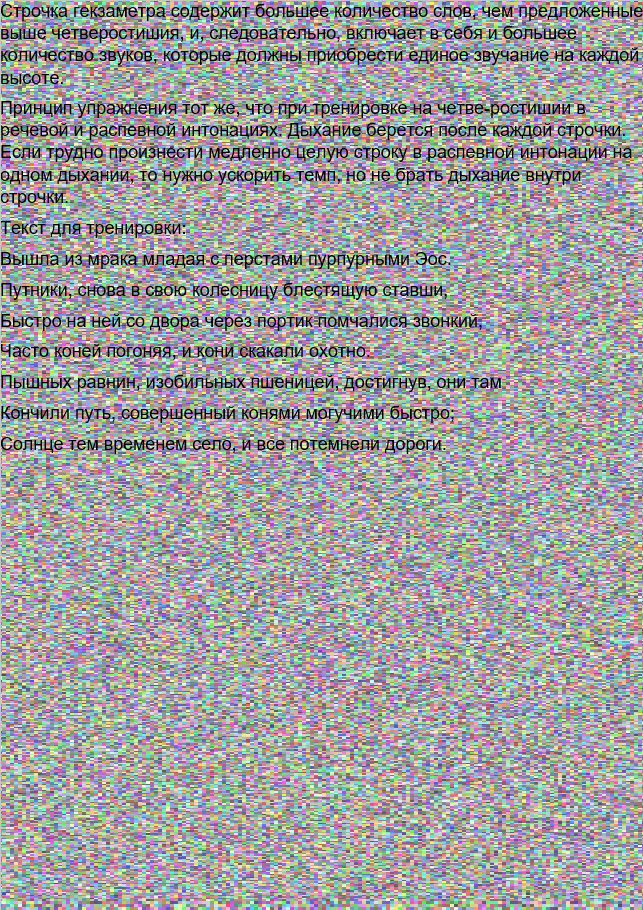 Строчка гекзаметра содержит большее количество слов, чем предложенные
выше четверостишия, и, следовательно, включает в себя и большее
количество звуков, которые должны приобрести единое звучание на каждой
высоте.
Принцип упражнения тот же, что при тренировке на четве-ростишии в
речевой и распевной интонациях. Дыхание берется после каждой строчки.
Если трудно произнести медленно целую строку в распевной интонации на
одном дыхании, то нужно ускорить темп, но не брать дыхание внутри
строчки.
Текст для тренировки:
Вышла из мрака младая с перстами пурпурными Эос.
Путники, снова в свою колесницу блестящую ставши,
Быстро на ней со двора через портик помчалися звонкий,
Часто коней погоняя, и кони скакали охотно.
Пышных равнин, изобильных пшеницей, достигнув, они там
Кончили путь, совершенный конями могучими быстро;
Солнце тем временем село, и все потемнели дороги.